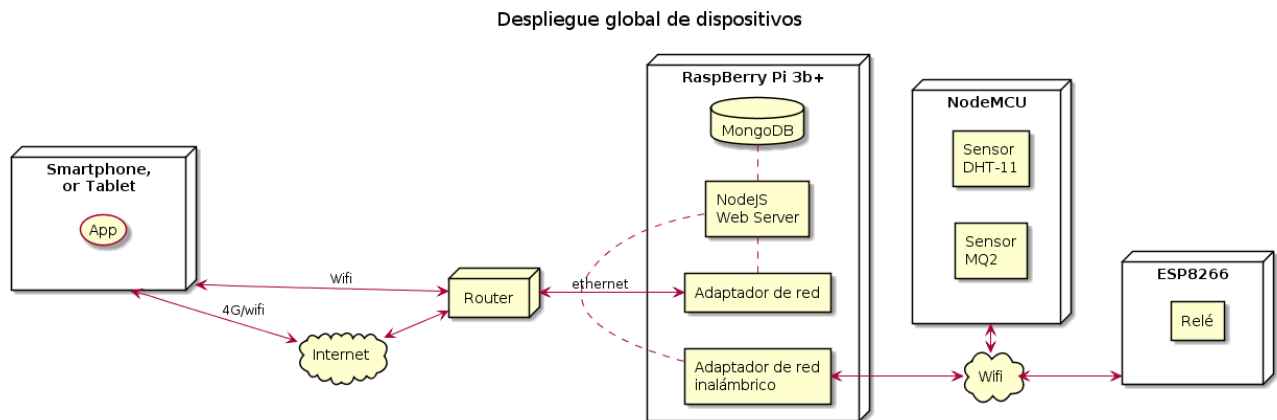 Despliegue global de dispositivos
Smartphone,
or Tablet
App
Wifi
4G/wifi
Internet
Router
ethernet
RaspBerry Pi 3b+
MongoDB
NodeJS
Web Server
Adaptador de red
Adaptador de red
inalámbrico
NodeMCU
Sensor
DHT-11
Sensor
MQ2
Wifi
ESP8266
Relé